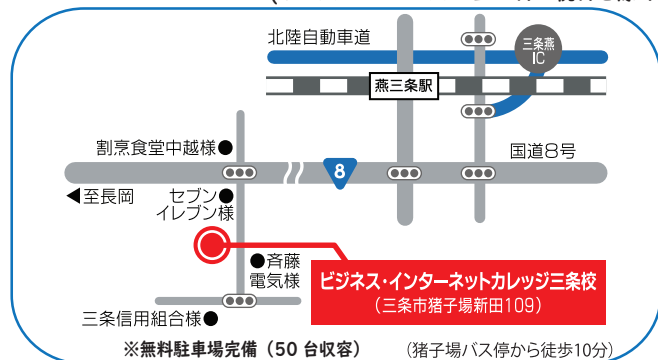 北陸自動車道
三条燕
IC
燕三条駅
割烹食堂中越様●
国道8号
8
◀至長岡
セブン●
イレブン様
●斉藤
電気様
ビジネス・インターネットカレッジ三条校
(三条市猪子場新田109)
三条信用組合様●
※無料駐車場完備(50台収容)
(猪子場バス停から徒歩10分)